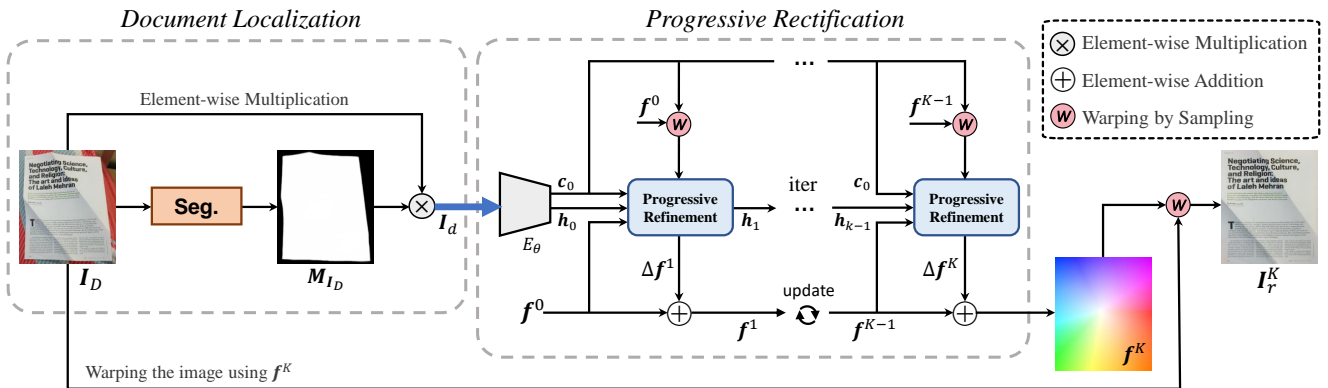 Document Localization
Progressive Rectification
Element-wise Multiplication
Element-wise Addition
Warping by Sampling
Element-wise Multiplication
Negotiating Science,
Technology, Culture,
and Religion:
The art and ideas
of Laleh Mehran
T
I_D
Seg.
M_{I_D}
I_d
E_θ
c_0
h_0
f^0
W
Progressive
Refinement
h_1
Δf^1
f^0
f^1
...
iter
...
update
f^{K-1}
W
c_0
h_{k-1}
Progressive
Refinement
Δf^K
f^{K-1}
f^K
W
W
Negotiating Science,
Technology, Culture,
and Religion:
The art and ideas
of Laleh Mehran
T
I_r^K
Warping the image using f^K